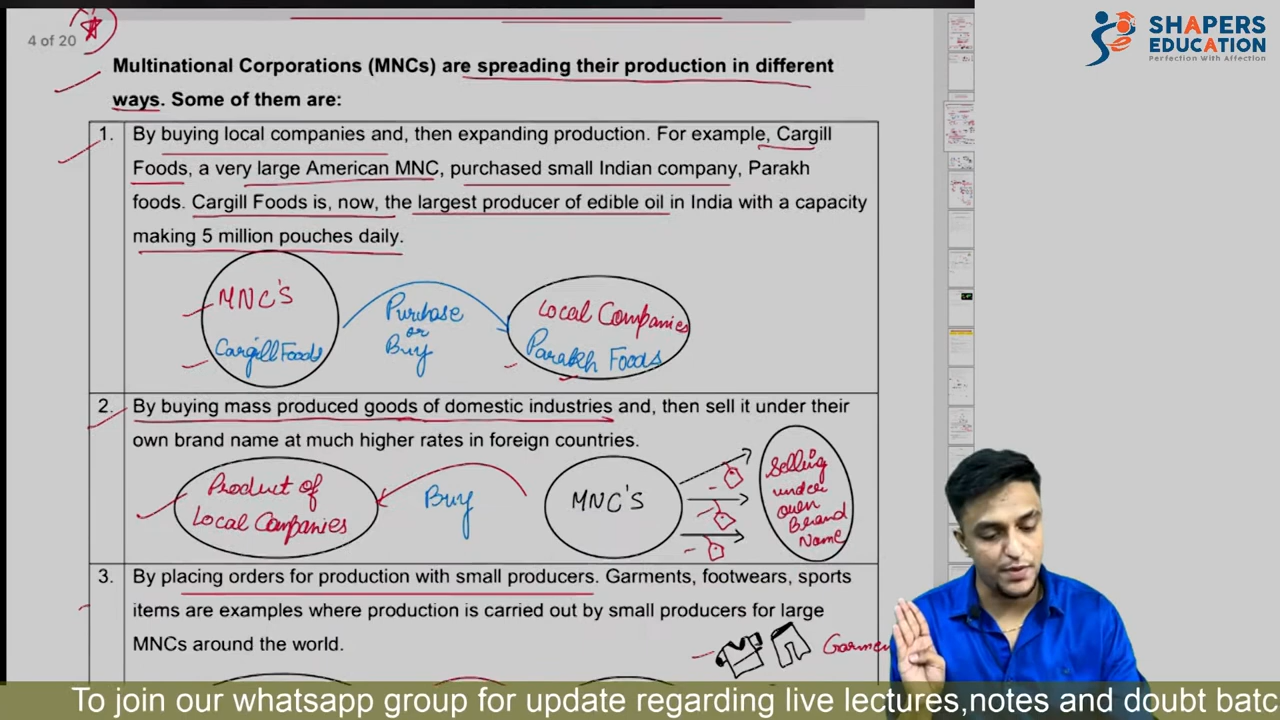 4 of 20
SHAPERS
EDUCATION
Perfection With Affection
Multinational Corporations (MNCs) are spreading their production in different
ways. Some of them are:
1. By buying local companies and, then expanding production. For example, Cargill
Foods, a very large American MNC, purchased small Indian company, Parakh
foods. Cargill Foods is, now, the largest producer of edible oil in India with a capacity
making 5 million pouches daily.
MNC'S
Cargill Foods
Purchase
or
Buy
Local Companies
Parakh Foods
2. By buying mass produced goods of domestic industries and, then sell it under their
own brand name at much higher rates in foreign countries.
Product of
Local Companies
Buy
MNC'S
Selling
under
own
Brand
Name
3. By placing orders for production with small producers. Garments, footwears, sports
items are examples where production is carried out by small producers for large
MNCs around the world.
Garmen
To join our whatsapp group for update regarding live lectures,notes and doubt batc